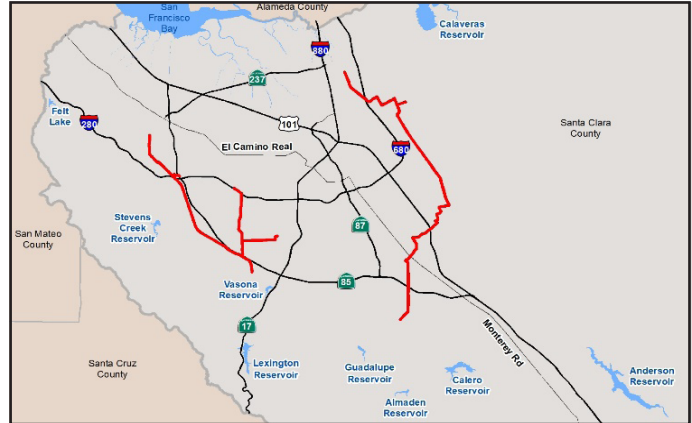 San
Francisco
Bay
Alameda County
880
Calaveras
Reservoir
237
Felt
Lake
280
101
Santa Clara
County
El Camino Real
680
Stevens
Creek
Reservoir
San Mateo
County
87
Vasona
Reservoir
85
17
Monterey Rd
Santa Cruz
County
Lexington
Reservoir
Guadalupe
Reservoir
Calero
Reservoir
Almaden
Reservoir
Anderson
Reservoir